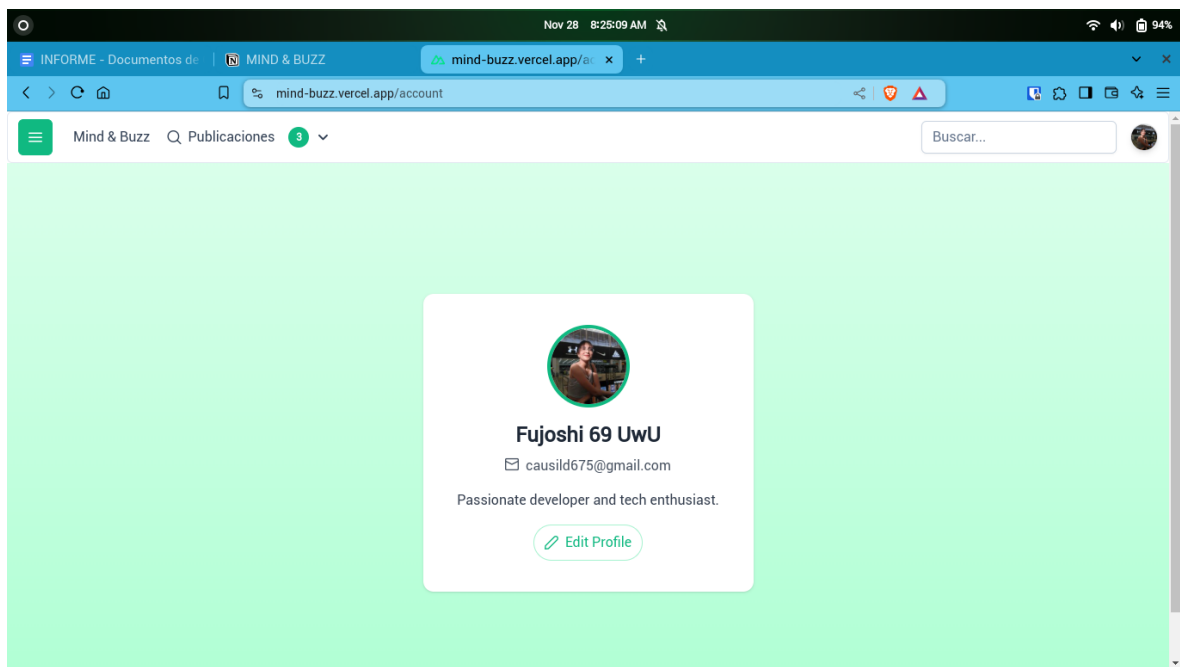 Nov 28 8:25:09 AM
94%
INFORME - Documentos de
MIND & BUZZ
mind-buzz.vercel.app/ac
mind-buzz.vercel.app/account
Mind & Buzz
Publicaciones
3
Buscar...
Fujoshi 69 UwU
causild675@gmail.com
Passionate developer and tech enthusiast.
Edit Profile